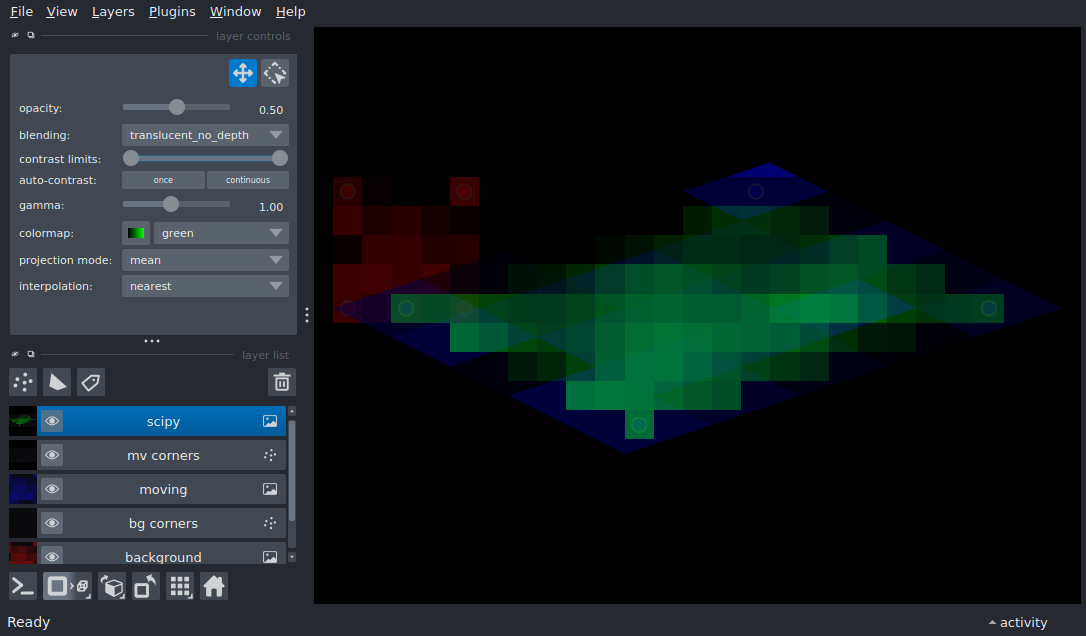 File View Layers Plugins Window Help
layer controls
opacity: 0.50
blending: translucent_no_depth
contrast limits:
auto-contrast: once continuous
gamma: 1.00
colormap: green
projection mode: mean
interpolation: nearest
layer list
scipy
mv corners
moving
bg corners
background
Ready activity